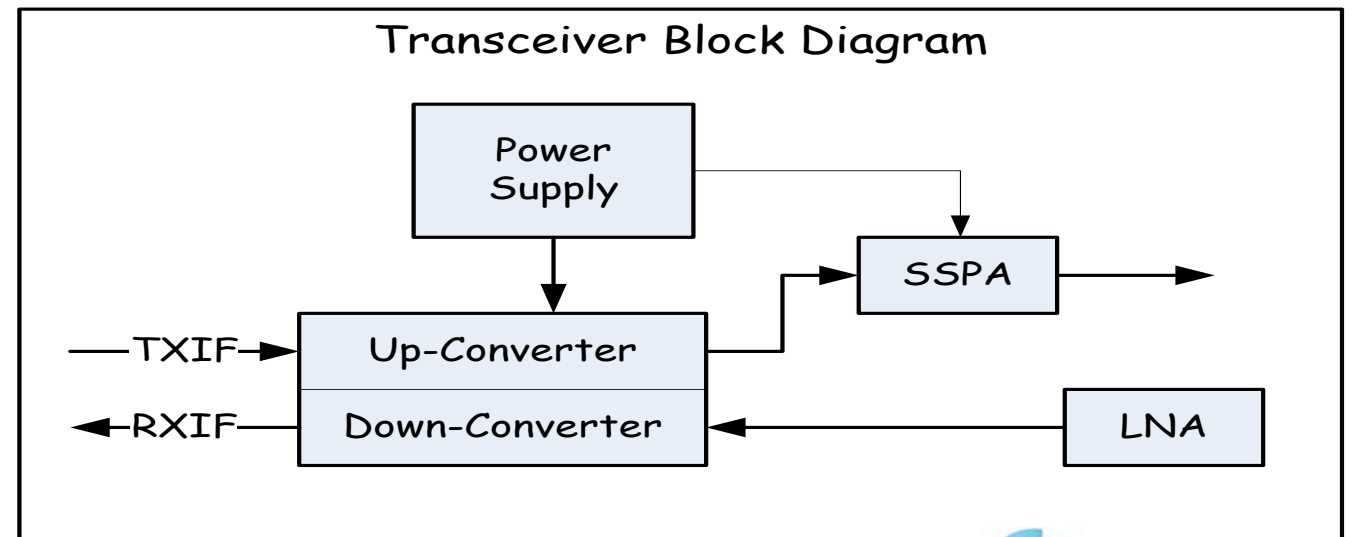 Transceiver Block Diagram
Power
Supply
SSPA
TXIF
Up-Converter
RXIF
Down-Converter
LNA